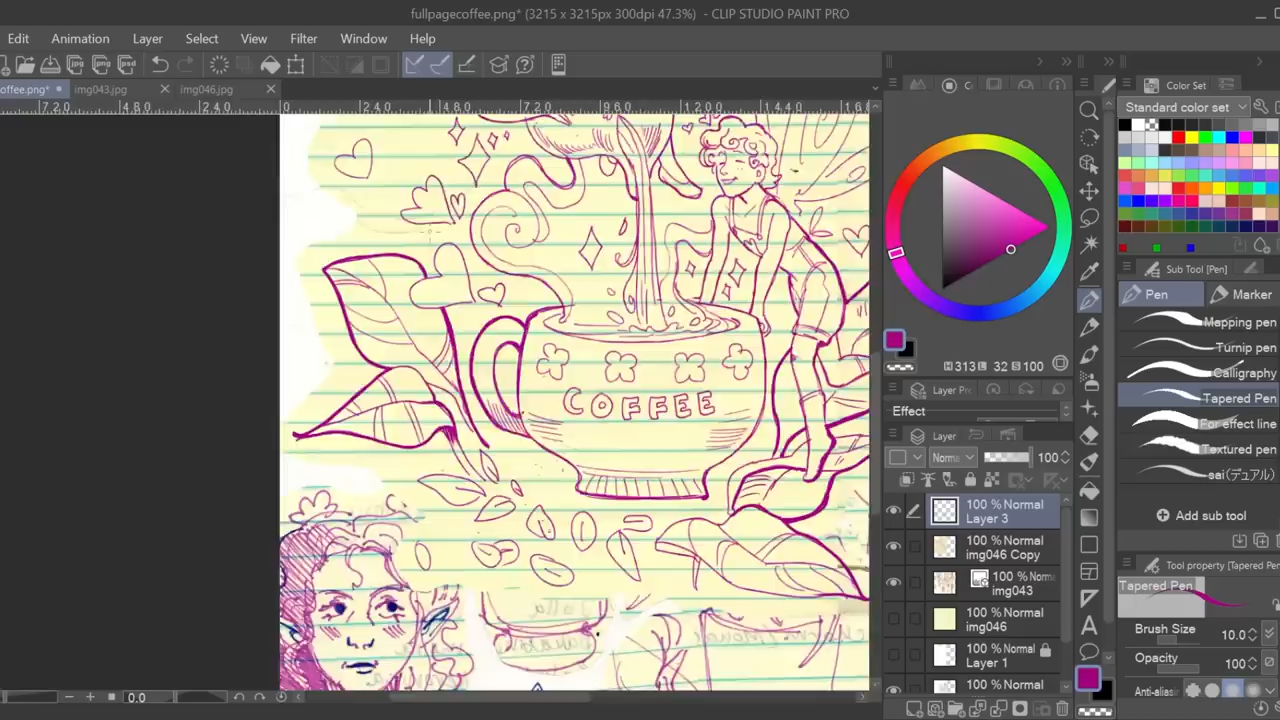 fullpagecoffee.png* (3215 x 3215px 300dpi 47.3%) - CLIP STUDIO PAINT PRO
Edit Animation Layer Select View Filter Window Help
offee.png* img043.jpg img046.jpg
Color Set
Standard color set
COFFEE
H 313 L 32 S 100
Sub Tool [Pen]
Pen Marker
Mapping pen
Turnip pen
Calligraphy
Tapered Pen
For effect line
Textured pen
sai(デュアル)
Add sub tool
Layer Pr
Effect
Layer
Norma 100
100 % Normal
Layer 3
100 % Normal
img046 Copy
100 % Norm
img043
100 % Normal
img046
100 % Normal
Layer 1
100 % Normal
Tool property [Tapered Pen
Tapered Pen
Brush Size 10.0
Opacity 100
Anti-alias
0.0